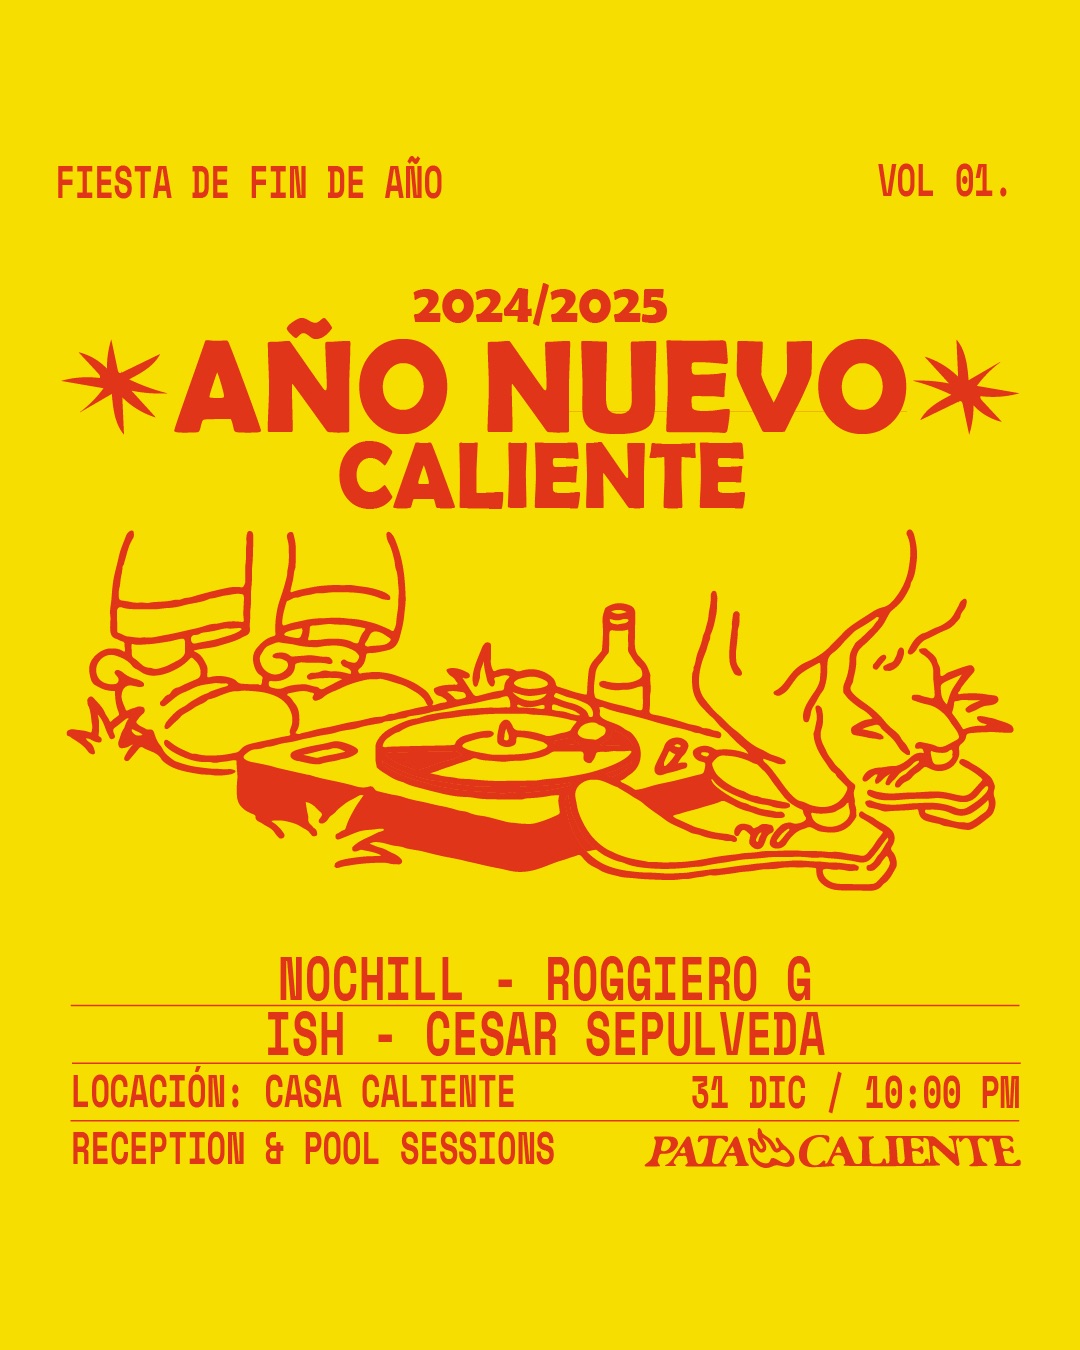 FIESTA DE FIN DE AÑO
VOL 01.
2024/2025
AÑO NUEVO
CALIENTE
NOCHILL - ROGGIERO G
ISH - CESAR SEPULVEDA
LOCACIÓN: CASA CALIENTE
31 DIC / 10:00 PM
RECEPTION & POOL SESSIONS
PATA CALIENTE